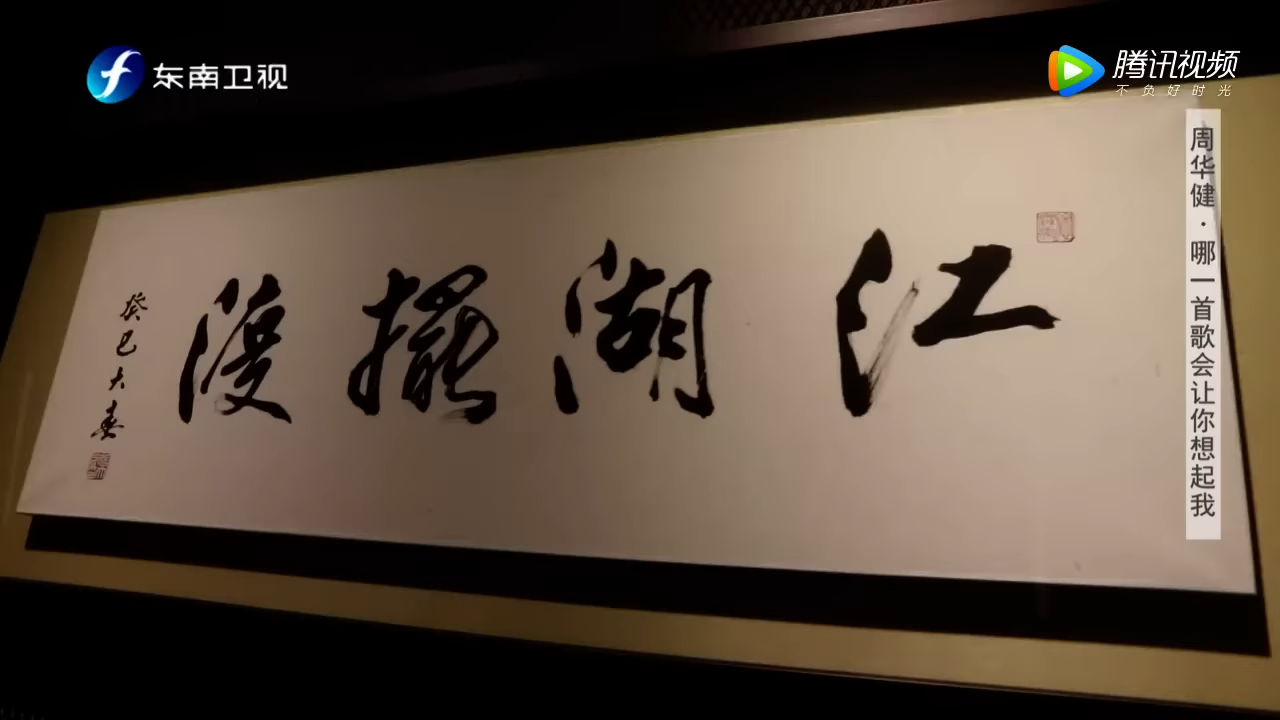 东南卫视
腾讯视频
不负好时光
周华健·哪一首歌会让你想起我
江湖擺渡
癸巳大春